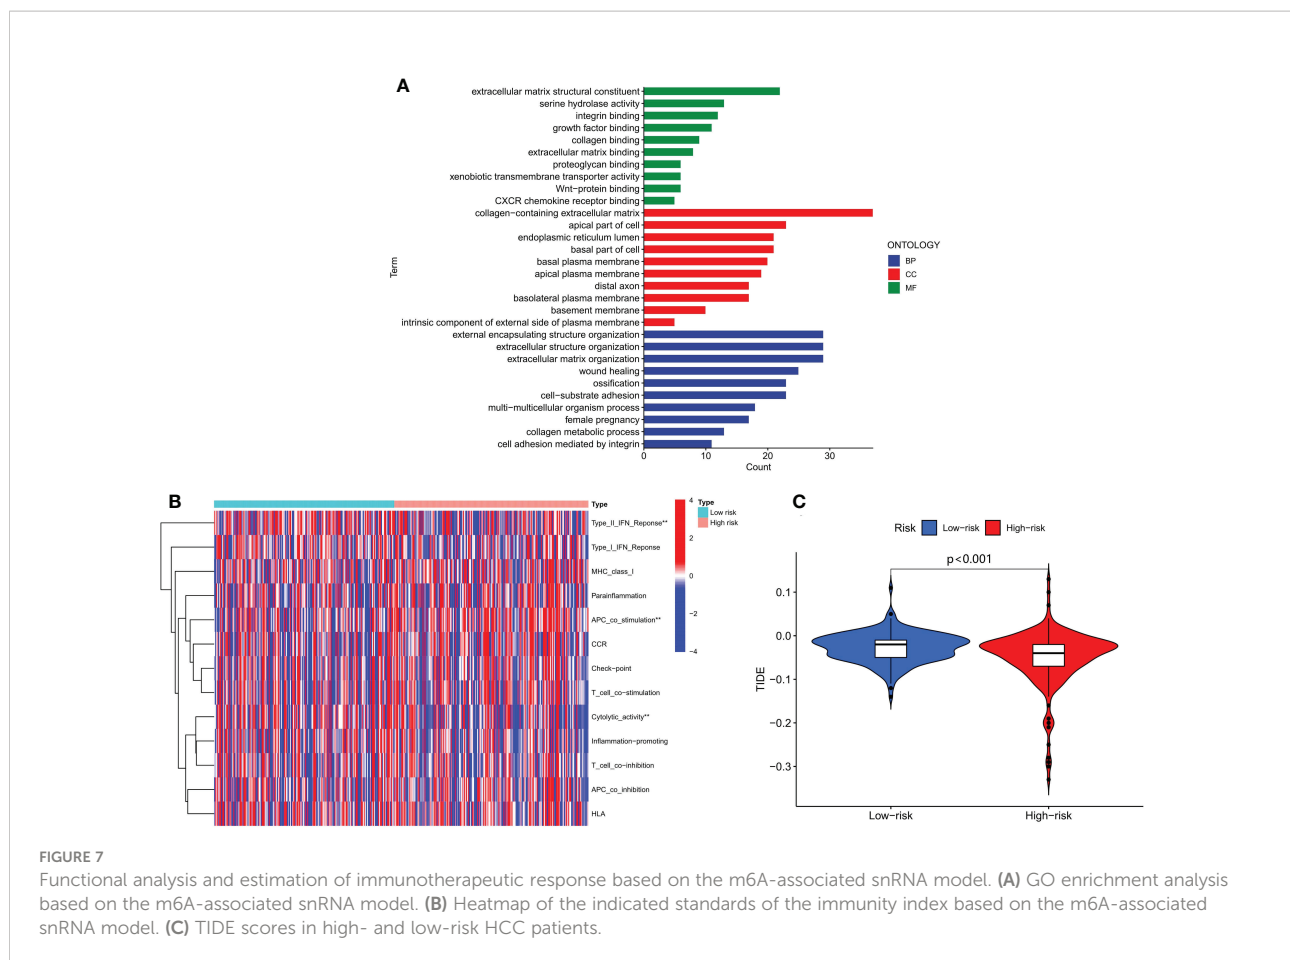 A
extracellular matrix structural constituent
serine hydrolase activity
integrin binding
growth factor binding
collagen binding
extracellular matrix binding
proteoglycan binding
xenobiotic transmembrane transporter activity
Wnt−protein binding
CXCR chemokine receptor binding
collagen−containing extracellular matrix
apical part of cell
endoplasmic reticulum lumen
basal part of cell
basal plasma membrane
apical plasma membrane
distal axon
basolateral plasma membrane
basement membrane
intrinsic component of external side of plasma membrane
external encapsulating structure organization
extracellular structure organization
extracellular matrix organization
wound healing
ossification
cell−substrate adhesion
multi−multicellular organism process
female pregnancy
collagen metabolic process
cell adhesion mediated by integrin
Term
0 10 20 30
Count
ONTOLOGY
BP
CC
MF
B
Type
Type_II_IFN_Reponse**
Type_I_IFN_Reponse
MHC_class_I
Parainflammation
APC_co_stimulation**
CCR
Check−point
T_cell_co−stimulation
Cytolytic_activity**
Inflammation−promoting
T_cell_co−inhibition
APC_co_inhibition
HLA
4
2
0
−2
−4
Type
Low risk
High risk
C
Risk Low−risk High−risk
p<0.001
TIDE
0.1
0.0
−0.1
−0.2
−0.3
Low−risk High−risk
FIGURE 7
Functional analysis and estimation of immunotherapeutic response based on the m6A-associated snRNA model. (A) GO enrichment analysis
based on the m6A-associated snRNA model. (B) Heatmap of the indicated standards of the immunity index based on the m6A-associated
snRNA model. (C) TIDE scores in high- and low-risk HCC patients.